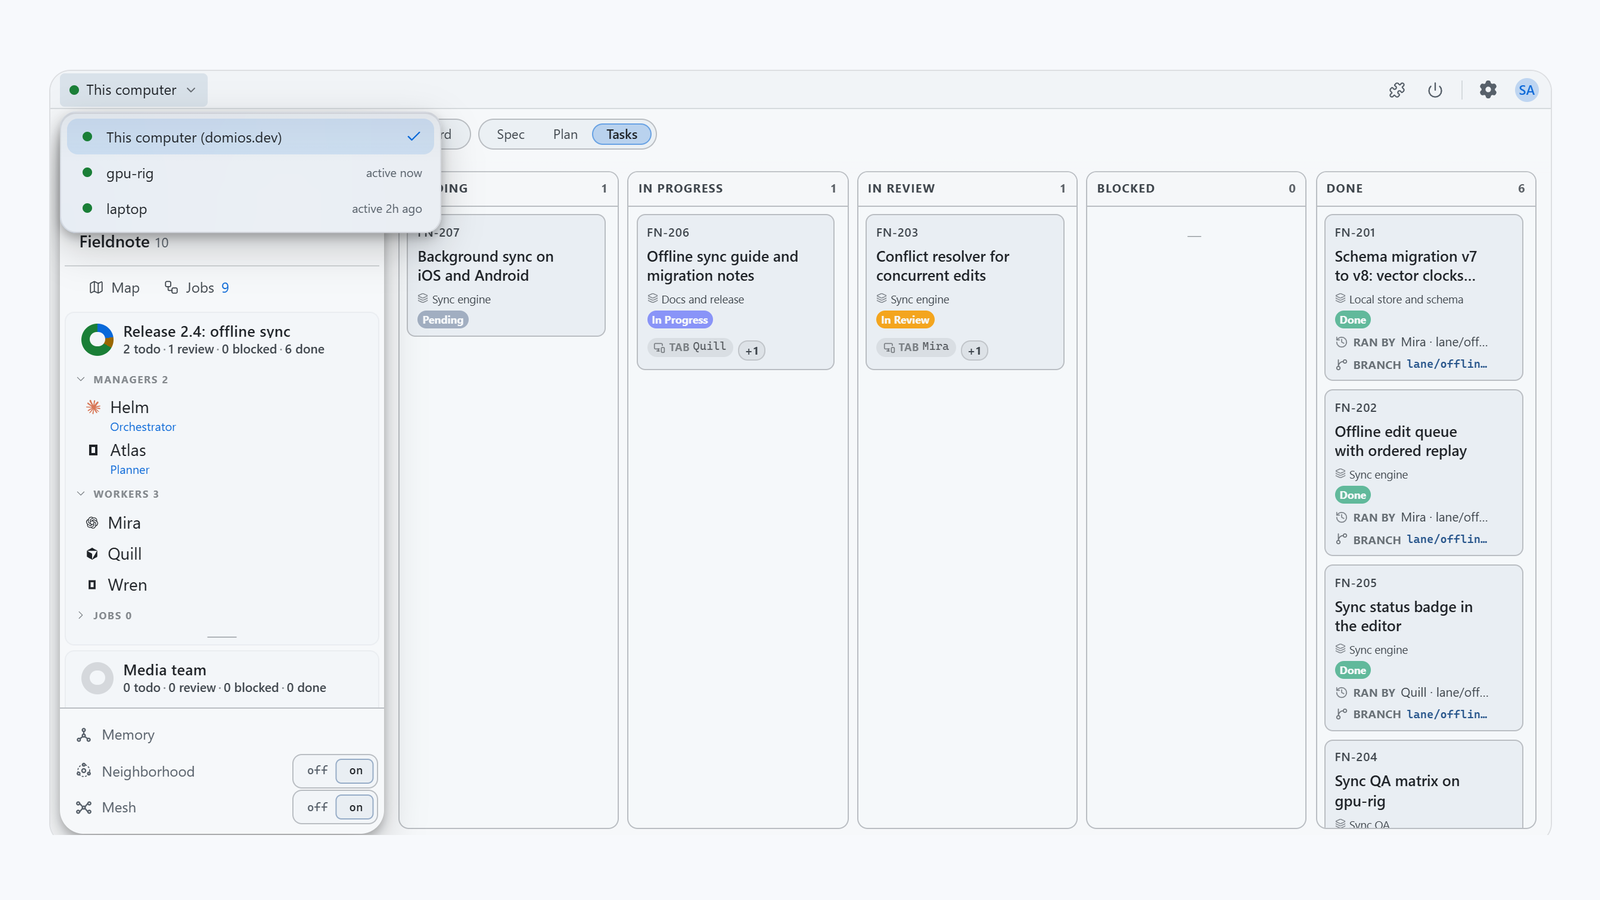 This computer
SA
This computer (domios.dev)
gpu-rig active now
laptop active 2h ago
Spec Plan Tasks
Fieldnote 10
Map Jobs 9
Release 2.4: offline sync
2 todo · 1 review · 0 blocked · 6 done
MANAGERS 2
Helm
Orchestrator
Atlas
Planner
WORKERS 3
Mira
Quill
Wren
JOBS 0
Media team
0 todo · 0 review · 0 blocked · 0 done
Memory
Neighborhood off on
Mesh off on
1
FN-207
Background sync on
iOS and Android
Sync engine
Pending
IN PROGRESS 1
FN-206
Offline sync guide and
migration notes
Docs and release
In Progress
TAB Quill +1
IN REVIEW 1
FN-203
Conflict resolver for
concurrent edits
Sync engine
In Review
TAB Mira +1
BLOCKED 0
—
DONE 6
FN-201
Schema migration v7
to v8: vector clocks...
Local store and schema
Done
RAN BY Mira · lane/off...
BRANCH lane/offlin...
FN-202
Offline edit queue
with ordered replay
Sync engine
Done
RAN BY Mira · lane/off...
BRANCH lane/offlin...
FN-205
Sync status badge in
the editor
Sync engine
Done
RAN BY Quill · lane/off...
BRANCH lane/offlin...
FN-204
Sync QA matrix on
gpu-rig
Sync QA